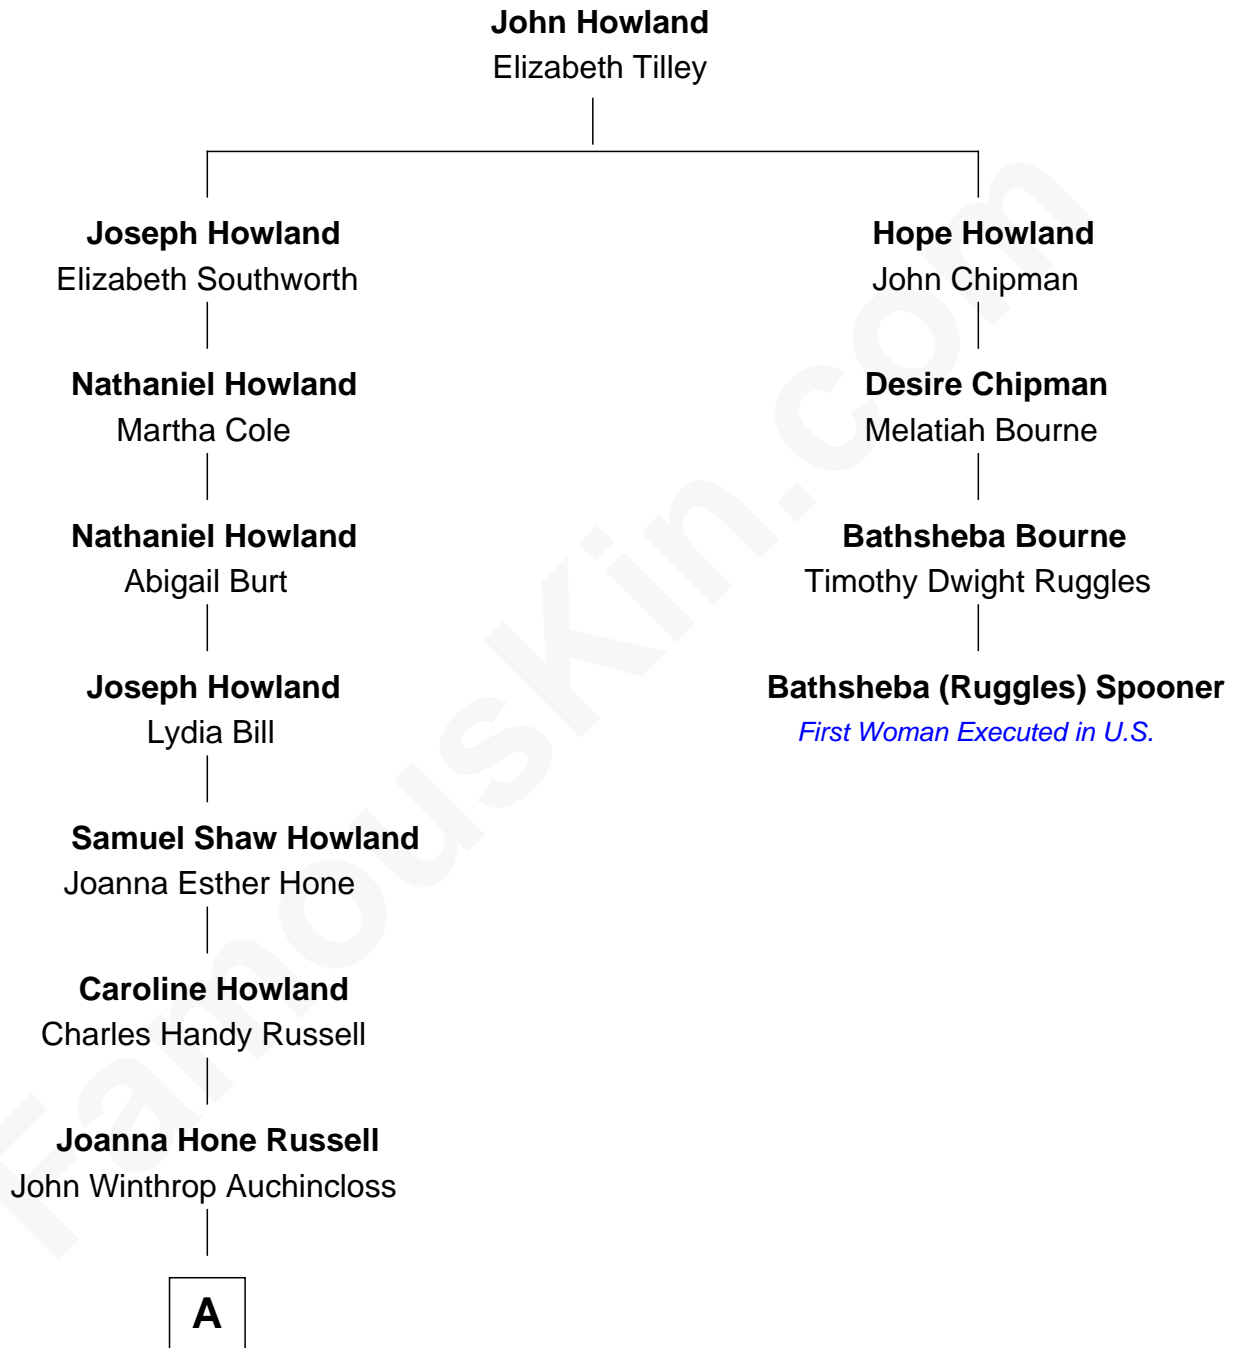 John Howland
Elizabeth Tilley
Joseph Howland
Elizabeth Southworth
Hope Howland
John Chipman
Nathaniel Howland
Martha Cole
Desire Chipman
Melatiah Bourne
Nathaniel Howland
Abigail Burt
Bathsheba Bourne
Timothy Dwight Ruggles
Joseph Howland
Lydia Bill
Bathsheba (Ruggles) Spooner
First Woman Executed in U.S.
Samuel Shaw Howland
Joanna Esther Hone
Caroline Howland
Charles Handy Russell
Joanna Hone Russell
John Winthrop Auchincloss
A
FamousKin.com